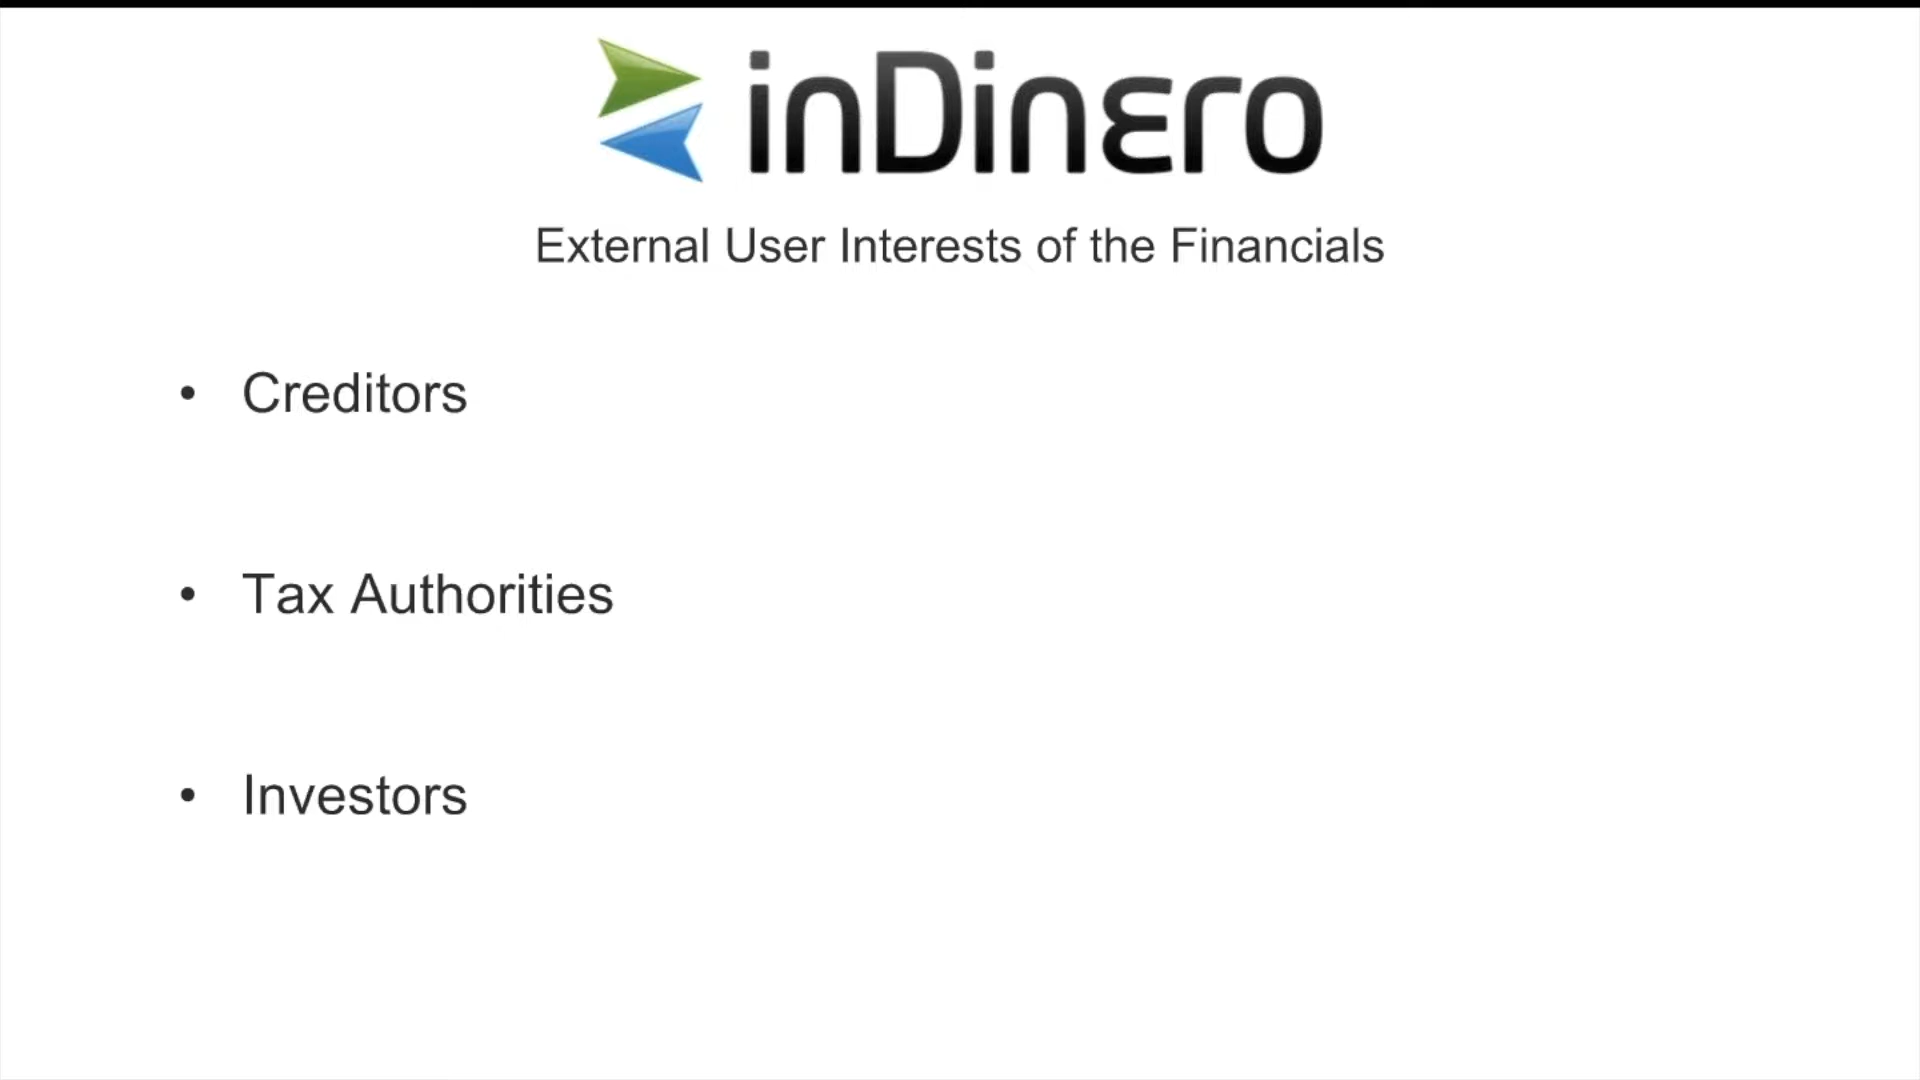 inDinero
External User Interests of the Financials
• Creditors
• Tax Authorities
• Investors